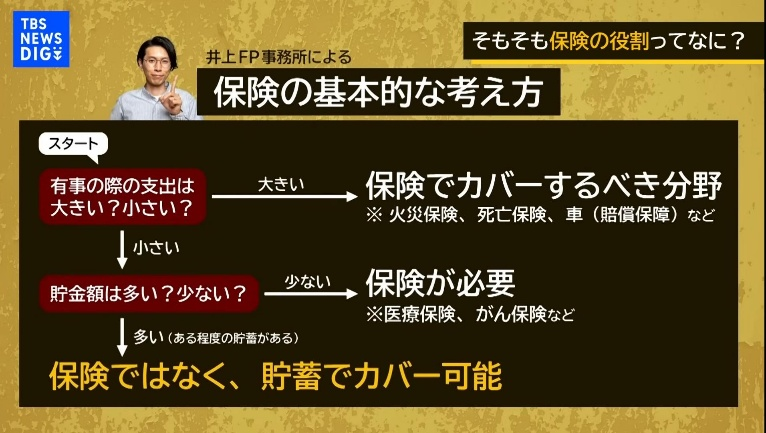 TBS
NEWS
DIG
そもそも保険の役割ってなに？
井上FP事務所による
保険の基本的な考え方
スタート
有事の際の支出は
大きい？小さい？
大きい
保険でカバーするべき分野
※ 火災保険、死亡保険、車（賠償保障）など
小さい
貯金額は多い？少ない？
少ない
保険が必要
※医療保険、がん保険など
多い（ある程度の貯蓄がある）
保険ではなく、貯蓄でカバー可能